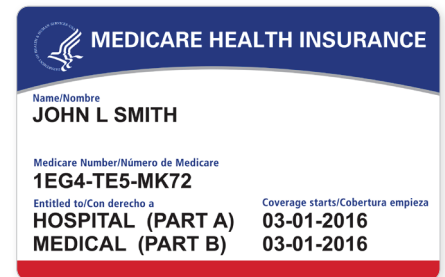 MEDICARE HEALTH INSURANCE
Name/Nombre
JOHN L SMITH
Medicare Number/Número de Medicare
1EG4-TE5-MK72
Entitled to/Con derecho a
HOSPITAL (PART A)
MEDICAL (PART B)
Coverage starts/Cobertura empieza
03-01-2016
03-01-2016